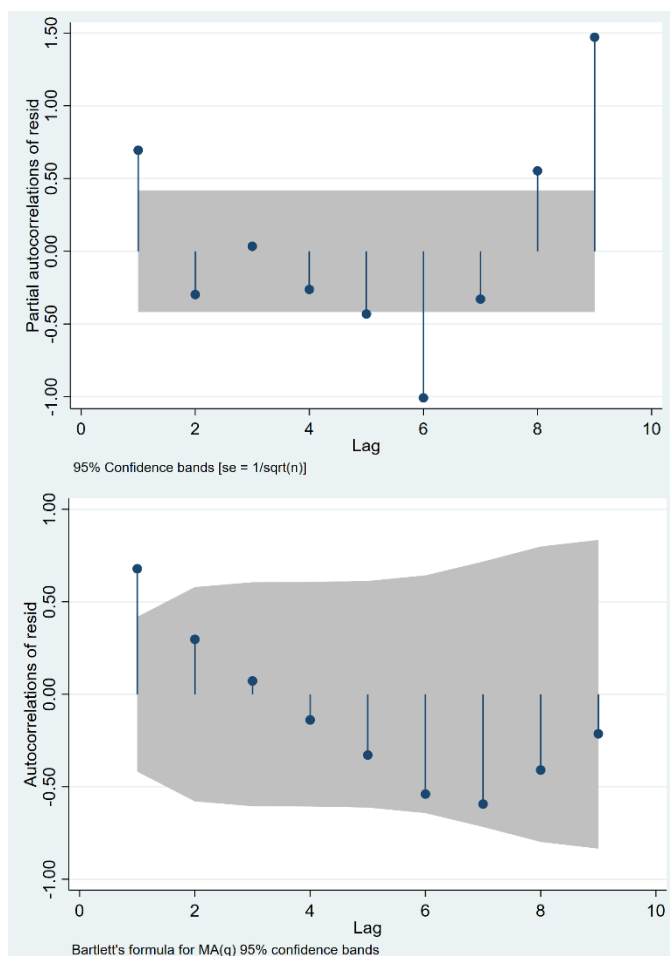 Partial autocorrelations of resid
1.50
1.00
0.50
0.00
-0.50
-1.00
0 2 4 6 8 10
Lag
95% Confidence bands [se = 1/sqrt(n)]
Autocorrelations of resid
1.00
0.50
0.00
-0.50
-1.00
0 2 4 6 8 10
Lag
Bartlett's formula for MA(q) 95% confidence bands